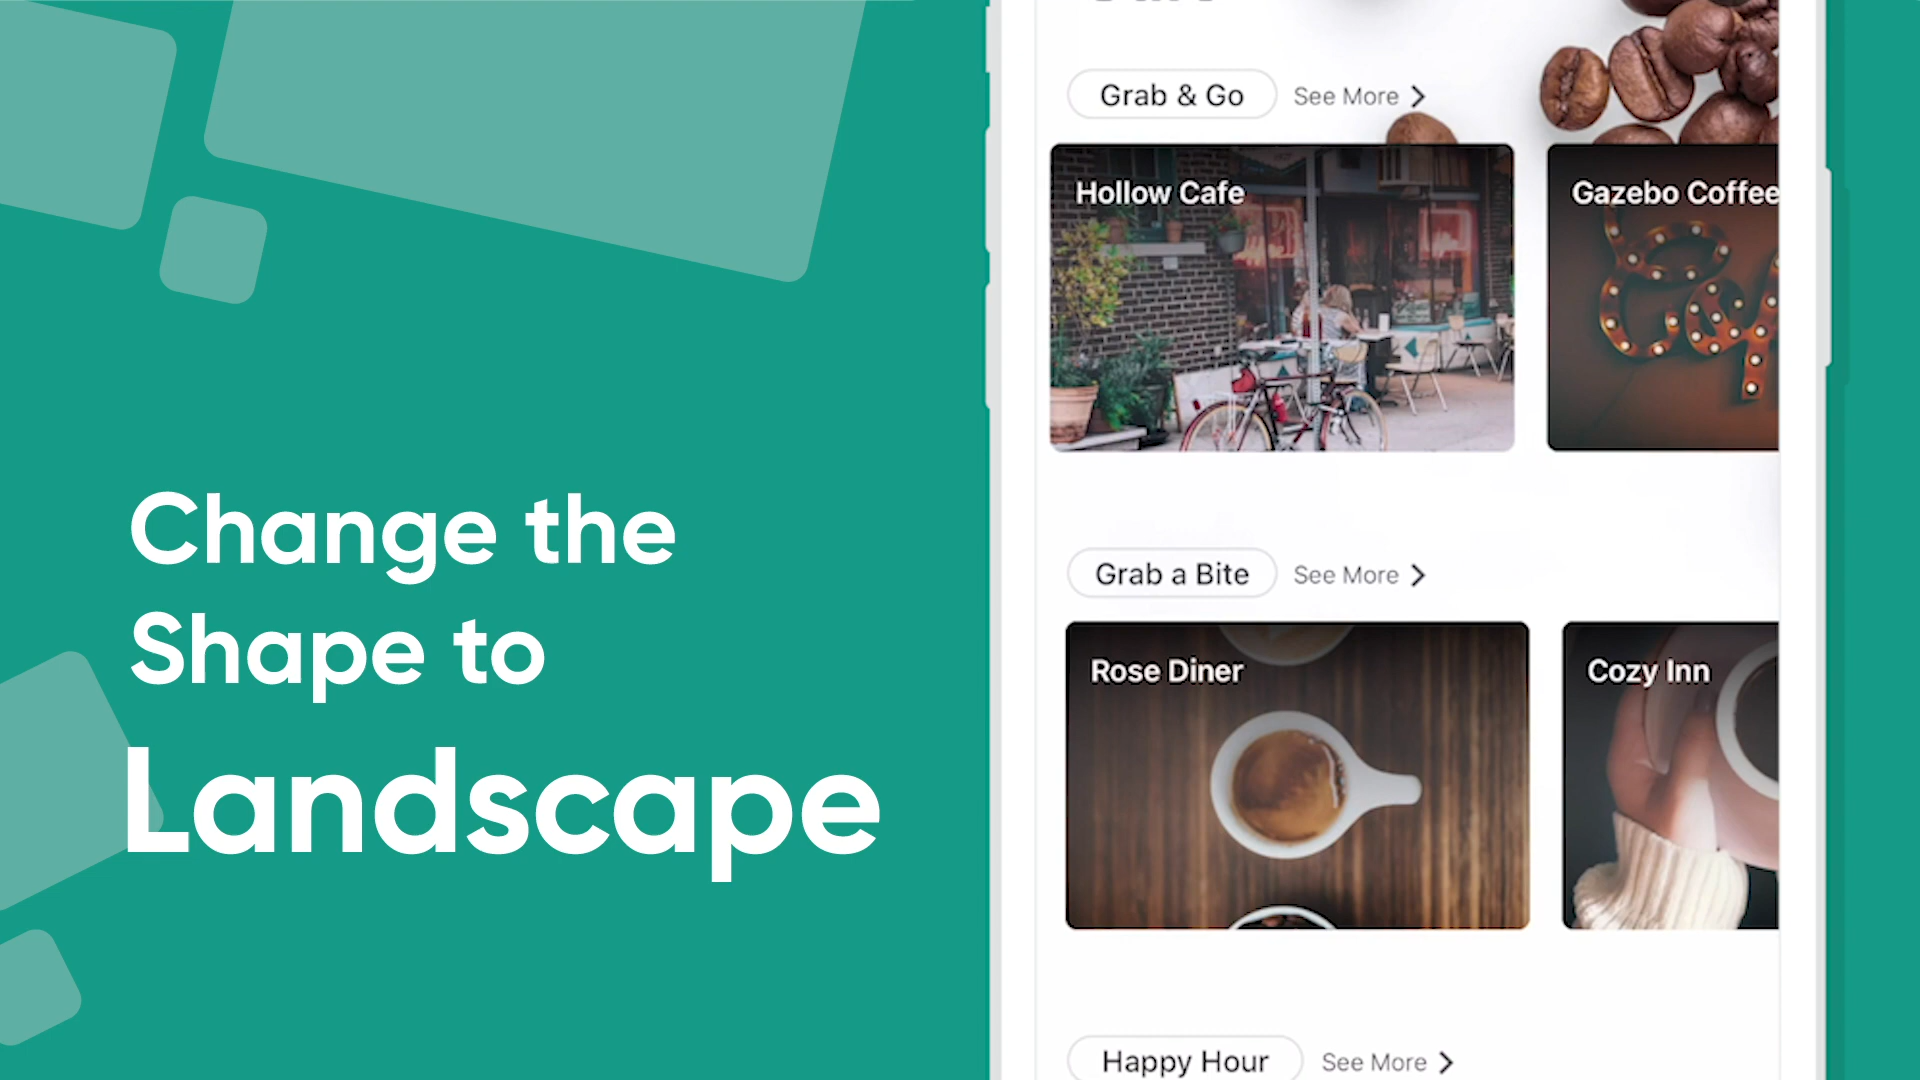 Change the
Shape to
Landscape
Grab & Go
See More
Hollow Cafe
Gazebo Coffee
Grab a Bite
See More
Rose Diner
Cozy Inn
Happy Hour
See More